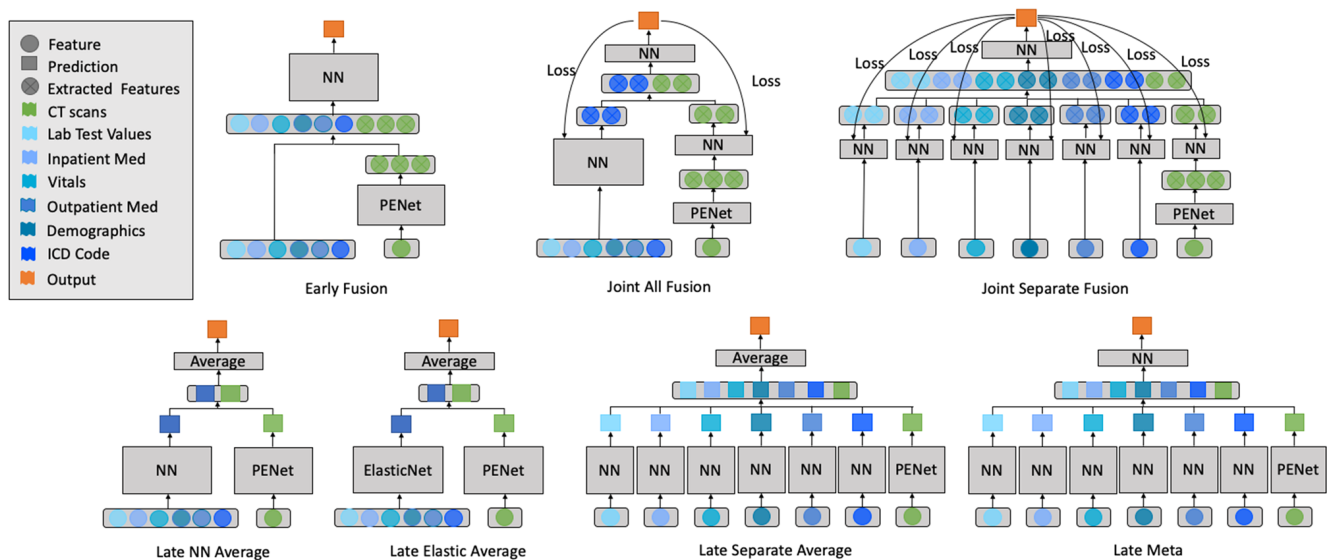 Feature
Prediction
Extracted Features
CT scans
Lab Test Values
Inpatient Med
Vitals
Outpatient Med
Demographics
ICD Code
Output
NN
PENet
Early Fusion
NN
Loss
Loss
NN
NN
PENet
Joint All Fusion
Loss
Loss
Loss
Loss
Loss
Loss
Loss
NN
NN
NN
NN
NN
NN
NN
NN
PENet
Joint Separate Fusion
Average
NN
PENet
Late NN Average
Average
ElasticNet
PENet
Late Elastic Average
Average
NN
NN
NN
NN
NN
NN
PENet
Late Separate Average
NN
NN
NN
NN
NN
NN
NN
PENet
Late Meta